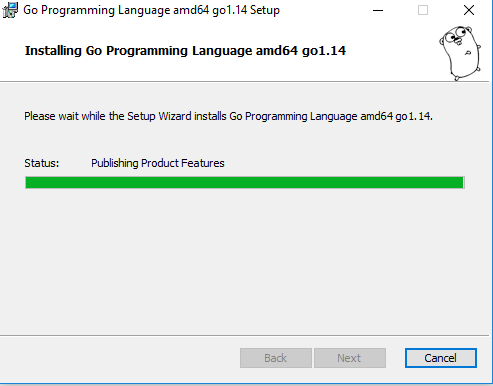 Go Programming Language amd64 go1.14 Setup
Installing Go Programming Language amd64 go1.14
Please wait while the Setup Wizard installs Go Programming Language amd64 go1.14.
Status: Publishing Product Features
Back Next Cancel